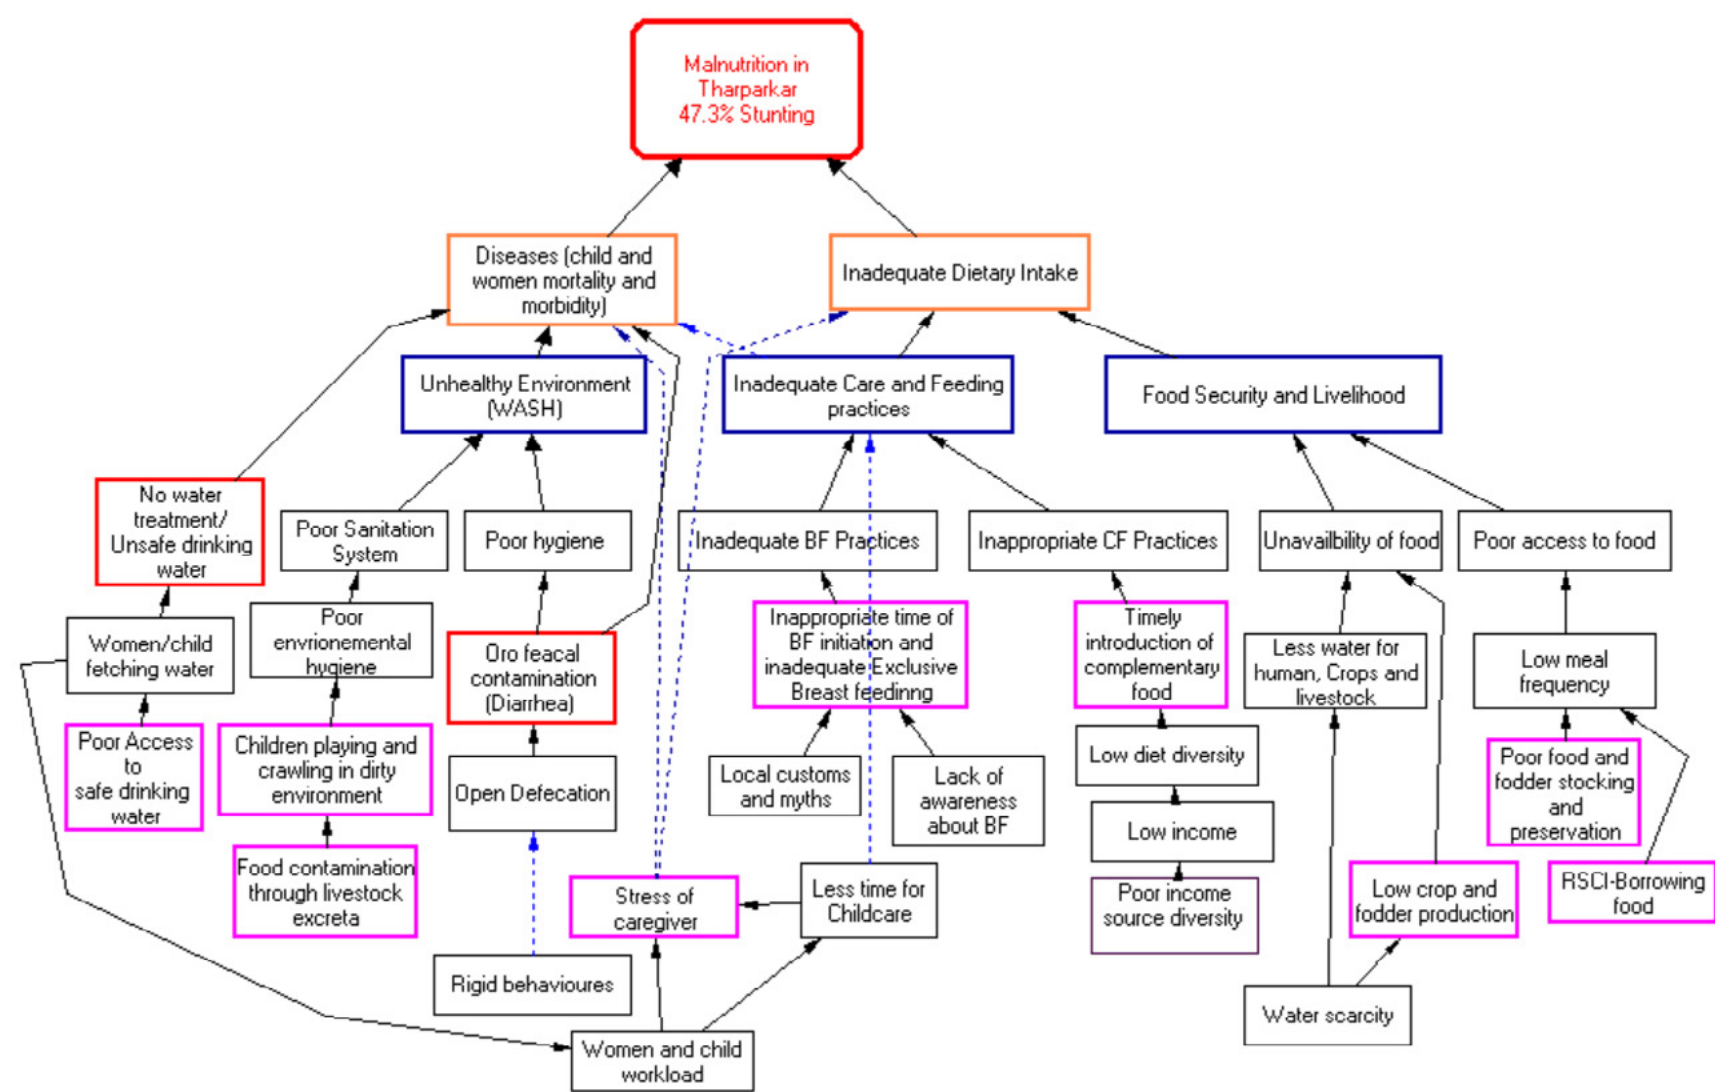 Malnutrition in
Tharparkar
47.3% Stunting
Diseases (child and
women mortality and
morbidity)
Inadequate Dietary Intake
Unhealthy Environment
(WASH)
Inadequate Care and Feeding
practices
Food Security and Livelihood
No water
treatment/
Unsafe drinking
water
Poor Sanitation
System
Poor hygiene
Inadequate BF Practices
Inappropriate CF Practices
Unavailbility of food
Poor access to food
Women/child
fetching water
Poor
envrionemental
hygiene
Oro feacal
contamination
(Diarrhea)
Inappropriate time of
BF initiation and
inadequate Exclusive
Breast feedinng
Timely
introduction of
complementary
food
Less water for
human, Crops and
livestock
Low meal
frequency
Poor Access
to
safe drinking
water
Children playing and
crawling in dirty
environment
Open Defecation
Local customs
and myths
Lack of
awareness
about BF
Low diet diversity
Low income
Poor food and
fodder stocking
and
preservation
Food contamination
through livestock
excreta
Stress of
caregiver
Less time for
Childcare
Poor income
source diversity
Low crop and
fodder production
RSCI-Borrowing
food
Rigid behavioures
Water scarcity
Women and child
workload